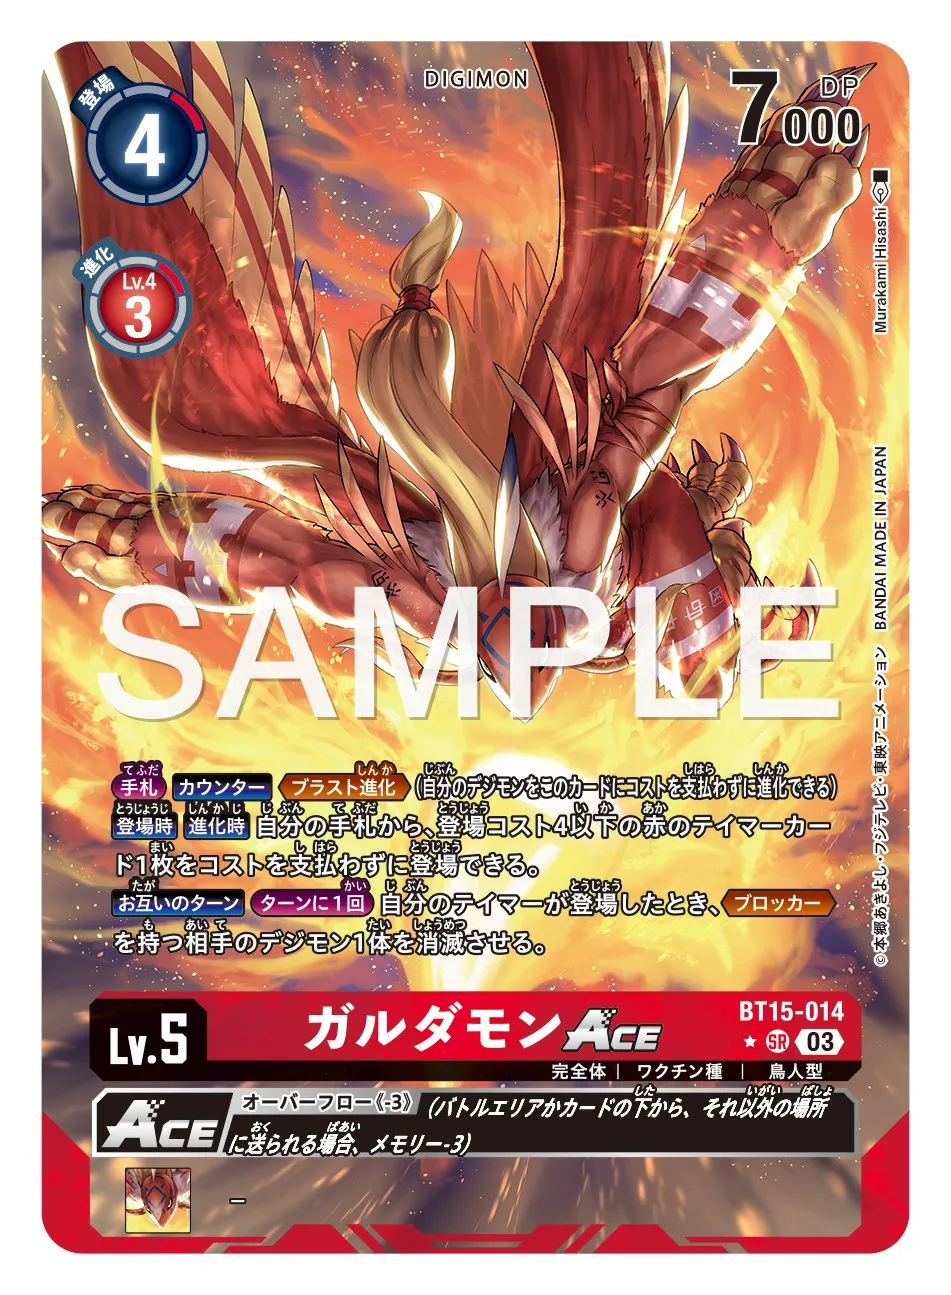 DIGIMON
登場
4
7000
DP
進化
Lv.4
3
Murakami Hisashi
BANDAI MADE IN JAPAN
©本郷あきよし・フジテレビ・東映アニメーション
SAMPLE
手札 カウンター ブラスト進化 (自分のデジモンをこのカードにコストを支払わずに進化できる)
登場時 進化時 自分の手札から、登場コスト4以下の赤のテイマーカー
ド1枚をコストを支払わずに登場できる。
お互いのターン ターンに1回 自分のテイマーが登場したとき、ブロッカー
を持つ相手のデジモン1体を消滅させる。
Lv.5
ガルダモンACE
BT15-014
★ SR 03
完全体 | ワクチン種 | 鳥人型
ACE
オーバーフロー《-3》 (バトルエリアかカードの下から、それ以外の場所
に送られる場合、メモリー-3)
–